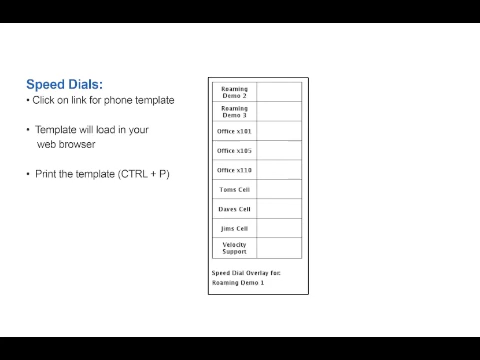 Speed Dials:
• Click on link for phone template
• Template will load in your
web browser
• Print the template (CTRL + P)
Roaming
Demo 2
Roaming
Demo 3
Office x101
Office x105
Office x110
Toms Cell
Daves Cell
Jims Cell
Velocity
Support
Speed Dial Overlay for:
Roaming Demo 1